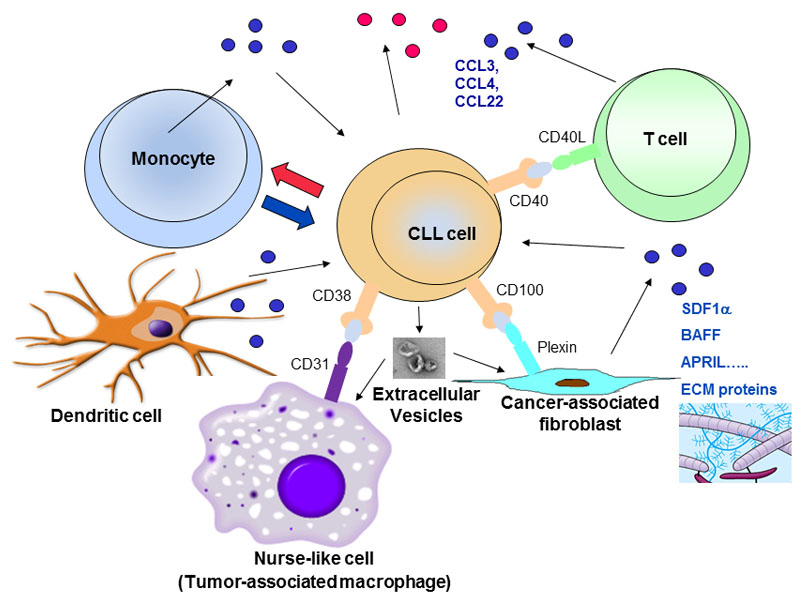 CCL3,
CCL4,
CCL22
Monocyte
CD40L
T cell
CD40
CLL cell
CD38
CD100
SDF1α
BAFF
APRIL…..
ECM proteins
Plexin
CD31
Dendritic cell
Extracellular
Vesicles
Cancer-associated
fibroblast
Nurse-like cell
(Tumor-associated macrophage)